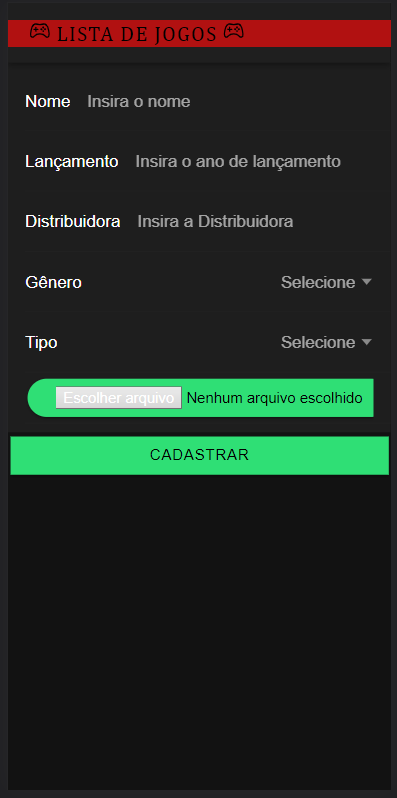 LISTA DE JOGOS
Nome Insira o nome
Lançamento Insira o ano de lançamento
Distribuidora Insira a Distribuidora
Gênero Selecione
Tipo Selecione
Escolher arquivo Nenhum arquivo escolhido
CADASTRAR